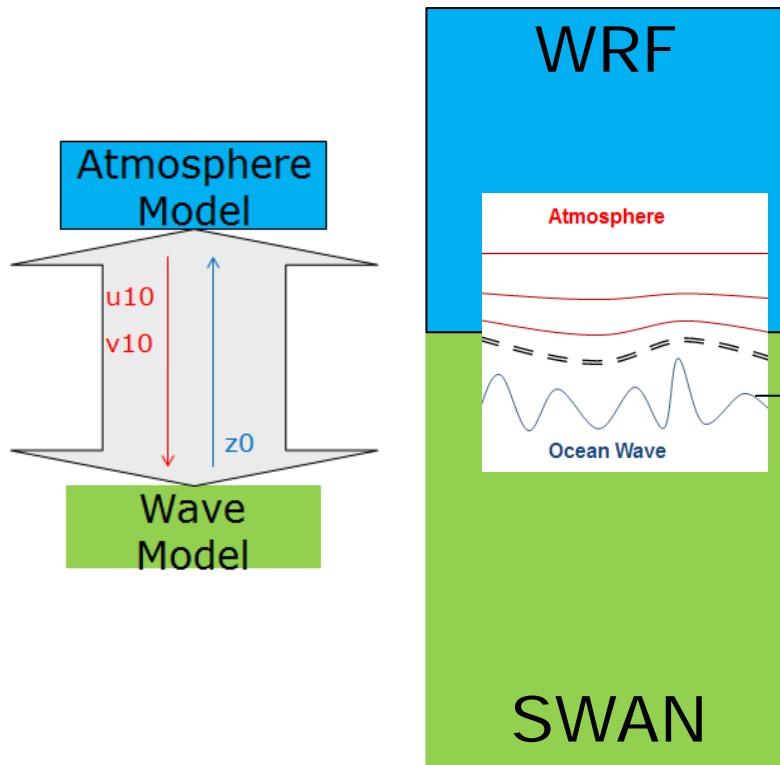 Atmosphere
Model
u10
v10
z0
Wave
Model
WRF
Atmosphere
Ocean Wave
SWAN